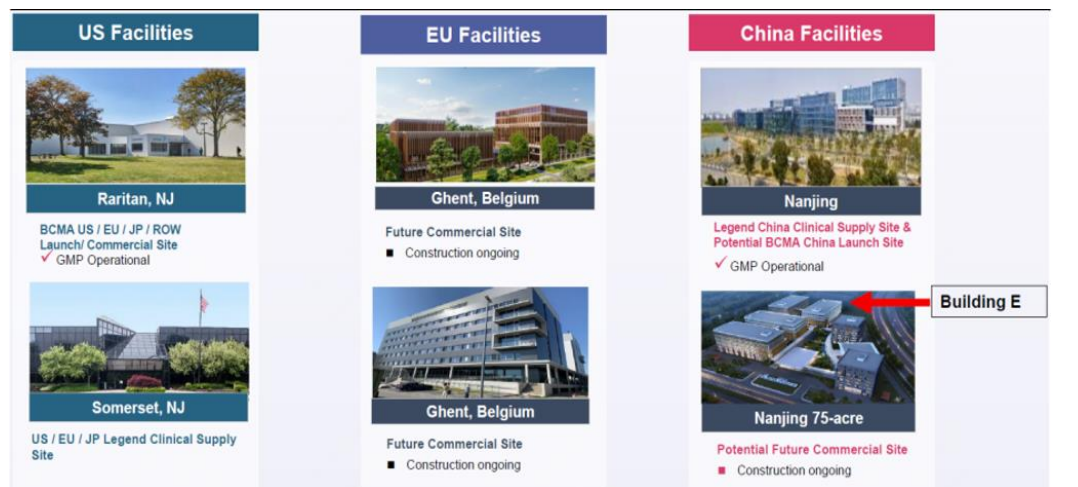 US Facilities
Raritan, NJ
BCMA US / EU / JP / ROW
Launch/ Commercial Site
✓ GMP Operational
Somerset, NJ
US / EU / JP Legend Clinical Supply
Site
EU Facilities
Ghent, Belgium
Future Commercial Site
■ Construction ongoing
Ghent, Belgium
Future Commercial Site
■ Construction ongoing
China Facilities
Nanjing
Legend China Clinical Supply Site &
Potential BCMA China Launch Site
✓ GMP Operational
Building E
Nanjing 75-acre
Potential Future Commercial Site
■ Construction ongoing